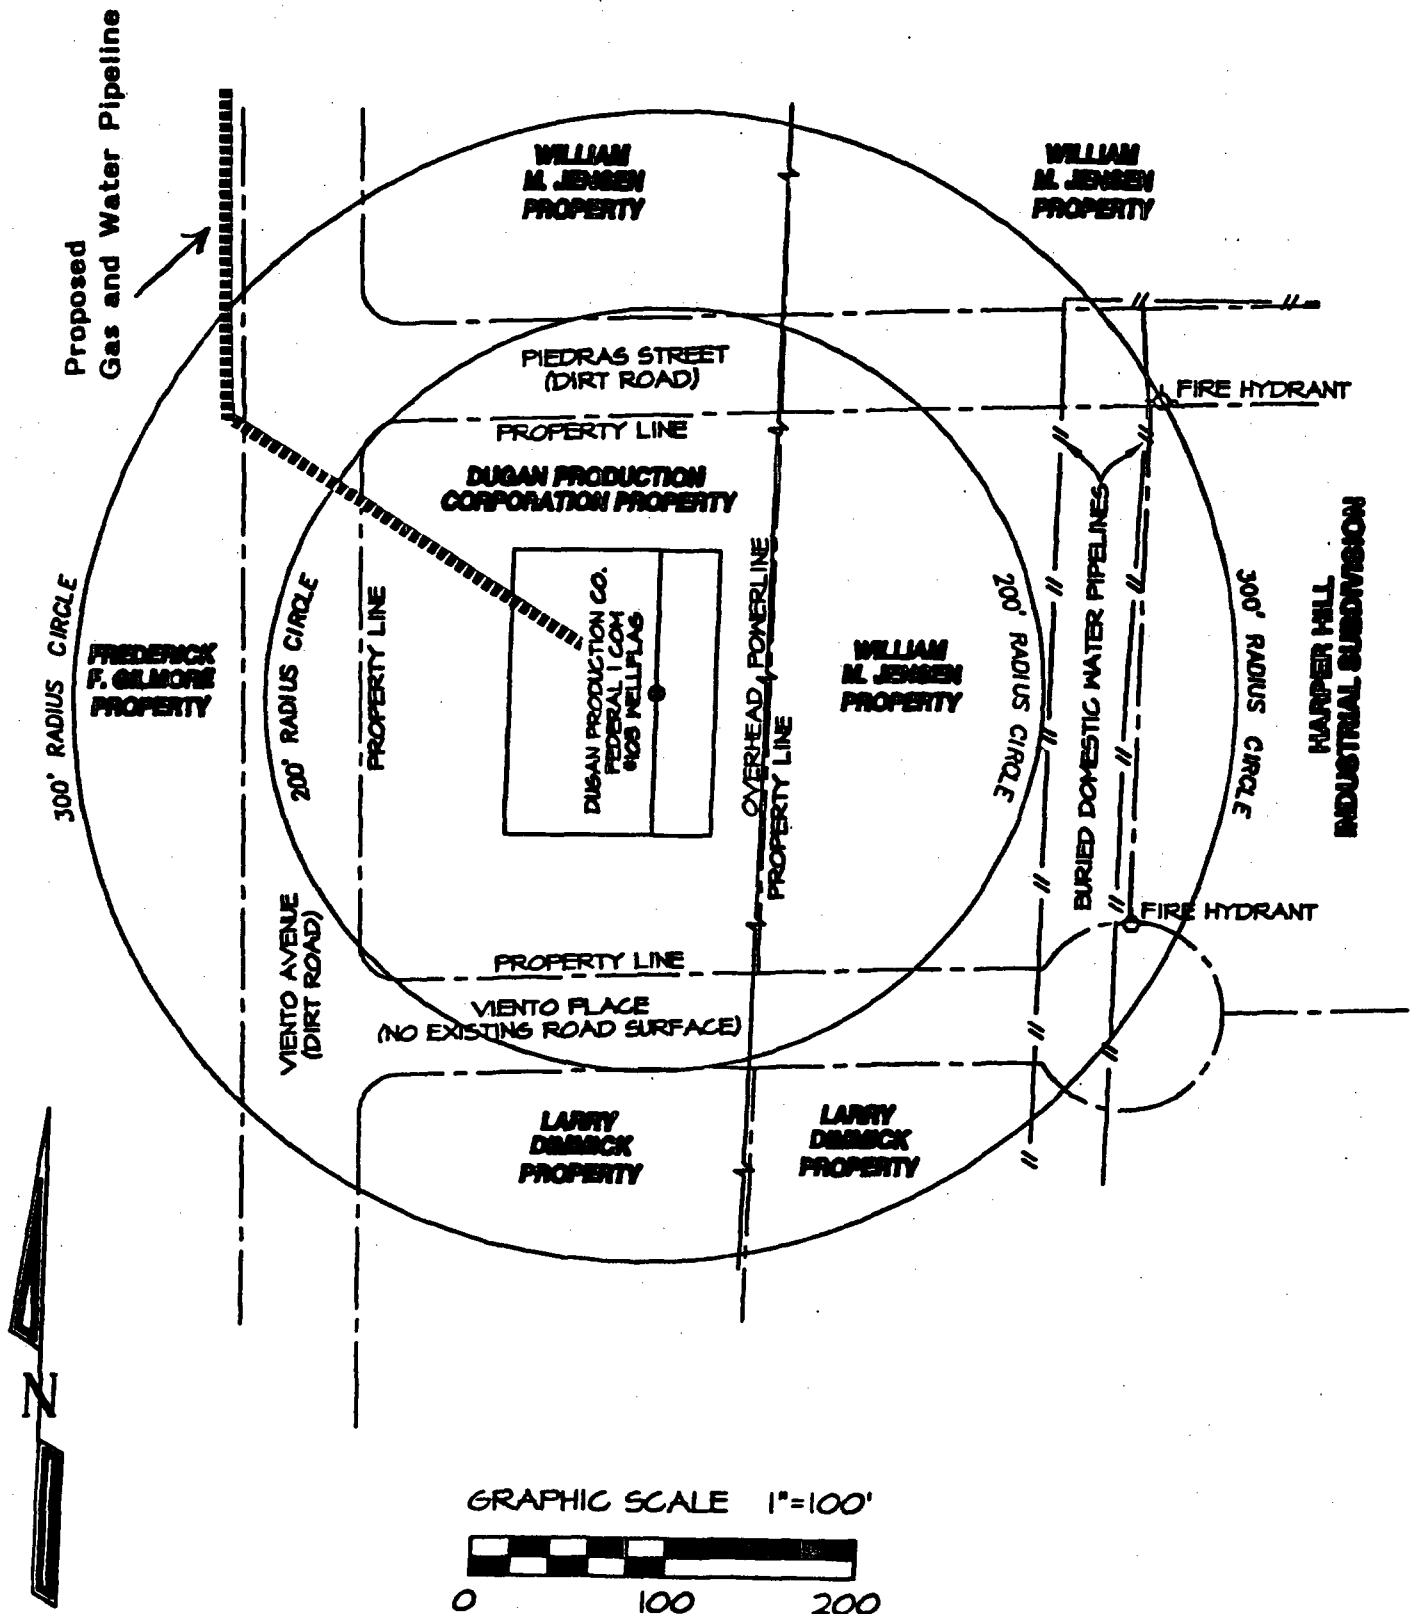 Proposed
Gas and Water Pipeline
WILLIAM
M. JENSEN
PROPERTY
WILLIAM
M. JENSEN
PROPERTY
PIEDRAS STREET
(DIRT ROAD)
FIRE HYDRANT
PROPERTY LINE
DUGAN PRODUCTION
CORPORATION PROPERTY
300' RADIUS CIRCLE
FREDERICK
F. GILMORE
PROPERTY
200' RADIUS CIRCLE
PROPERTY LINE
DUGAN PRODUCTION CO.
FEDERAL I COM
#108 WELLFLAG
OVERHEAD POWERLINE
PROPERTY LINE
WILLIAM
M. JENSEN
PROPERTY
200' RADIUS CIRCLE
BURIED DOMESTIC WATER PIPELINES
300' RADIUS CIRCLE
HARPER HILL
INDUSTRIAL SUBDIVISION
FIRE HYDRANT
VIENTO AVENUE
(DIRT ROAD)
PROPERTY LINE
VIENTO PLACE
(NO EXISTING ROAD SURFACE)
LARRY
DIMMICK
PROPERTY
LARRY
DIMMICK
PROPERTY
N
GRAPHIC SCALE 1"=100'
0 100 200